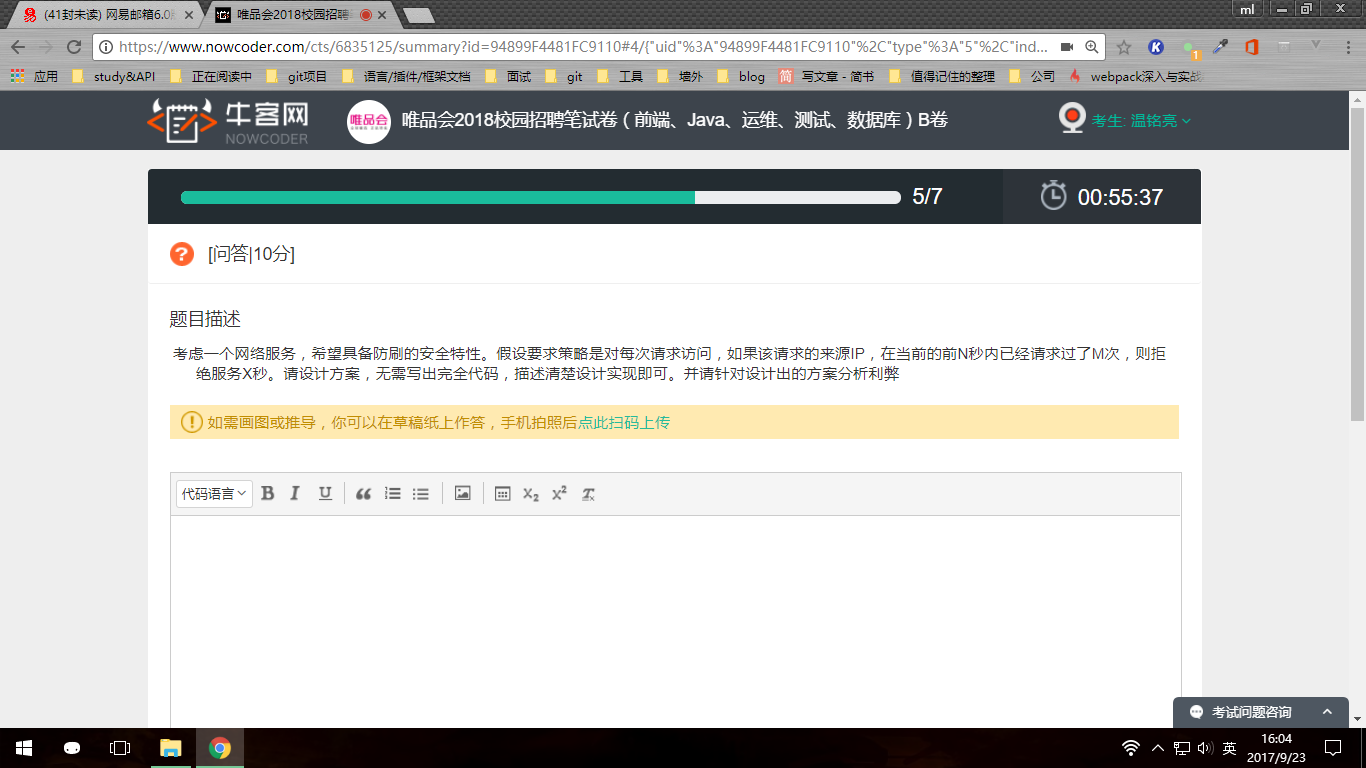 (41封未读) 网易邮箱6.0版
唯品会2018校园招聘
ml
https://www.nowcoder.com/cts/6835125/summary?id=94899F4481FC9110#4/{"uid"%3A"94899F4481FC9110"%2C"type"%3A"5"%2C"ind...
K
1
应用
study&API
正在阅读中
git项目
语言/插件/框架文档
面试
git
工具
墙外
blog
简 写文章 - 简书
值得记住的整理
公司
webpack深入与实战
牛客网
NOWCODER
唯品会
唯品会2018校园招聘笔试卷（前端、Java、运维、测试、数据库）B卷
考生: 温铭亮
5/7
00:55:37
? [问答|10分]
题目描述
考虑一个网络服务，希望具备防刷的安全特性。假设要求策略是对每次请求访问，如果该请求的来源IP，在当前的前N秒内已经请求过了M次，则拒
绝服务X秒。请设计方案，无需写出完全代码，描述清楚设计实现即可。并请针对设计出的方案分析利弊
如需画图或推导，你可以在草稿纸上作答，手机拍照后点此扫码上传
代码语言
B I U
X₂ X²
考试问题咨询
英
16:04
2017/9/23